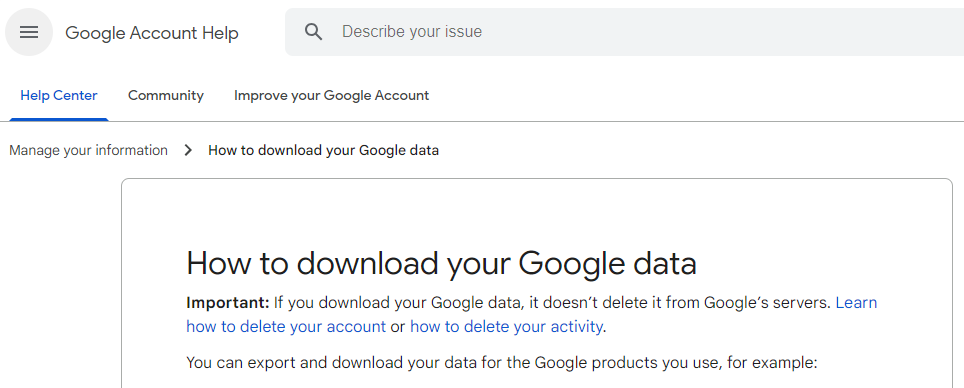 Google Account Help
Describe your issue
Help Center Community Improve your Google Account
Manage your information How to download your Google data
How to download your Google data
Important: If you download your Google data, it doesn’t delete it from Google’s servers. Learn
how to delete your account or how to delete your activity.
You can export and download your data for the Google products you use, for example: